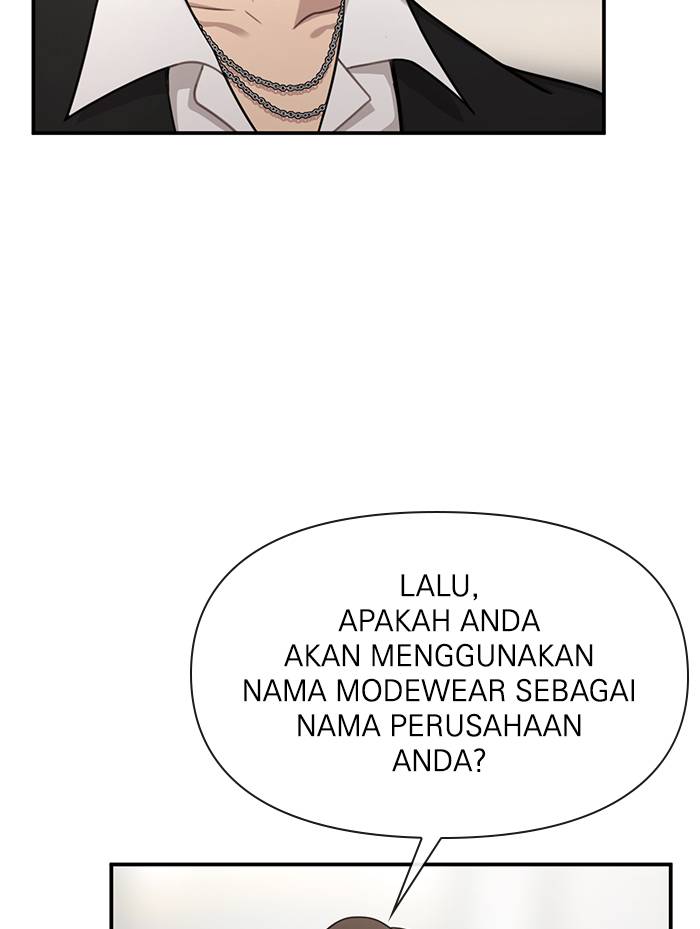 LALU,
APAKAH ANDA
AKAN MENGGUNAKAN
NAMA MODEWEAR SEBAGAI
NAMA PERUSAHAAN
ANDA?